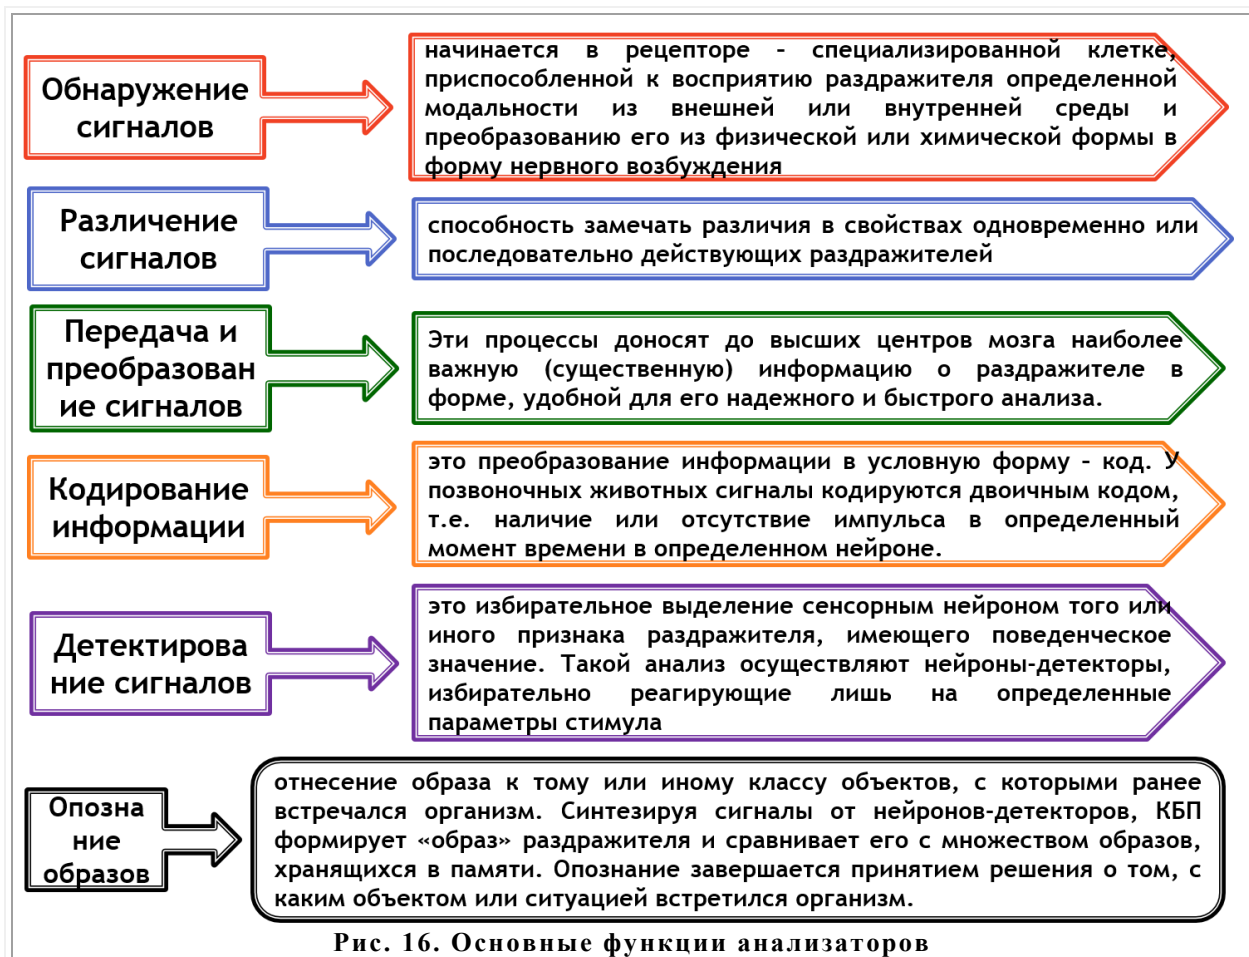 Обнаружение
сигналов
начинается в рецепторе - специализированной клетке,
приспособленной к восприятию раздражителя определенной
модальности из внешней или внутренней среды и
преобразованию его из физической или химической формы в
форму нервного возбуждения
Различение
сигналов
способность замечать различия в свойствах одновременно или
последовательно действующих раздражителей
Передача и
преобразован
ие сигналов
Эти процессы доносят до высших центров мозга наиболее
важную (существенную) информацию о раздражителе в
форме, удобной для его надежного и быстрого анализа.
Кодирование
информации
это преобразование информации в условную форму - код. У
позвоночных животных сигналы кодируются двоичным кодом,
т.е. наличие или отсутствие импульса в определенный
момент времени в определенном нейроне.
Детектирова
ние сигналов
это избирательное выделение сенсорным нейроном того или
иного признака раздражителя, имеющего поведенческое
значение. Такой анализ осуществляют нейроны-детекторы,
избирательно реагирующие лишь на определенные
параметры стимула
Опозна
ние
образов
отнесение образа к тому или иному классу объектов, с которыми ранее
встречался организм. Синтезируя сигналы от нейронов-детекторов, КБП
формирует «образ» раздражителя и сравнивает его с множеством образов,
хранящихся в памяти. Опознание завершается принятием решения о том, с
каким объектом или ситуацией встретился организм.
Рис. 16. Основные функции анализаторов